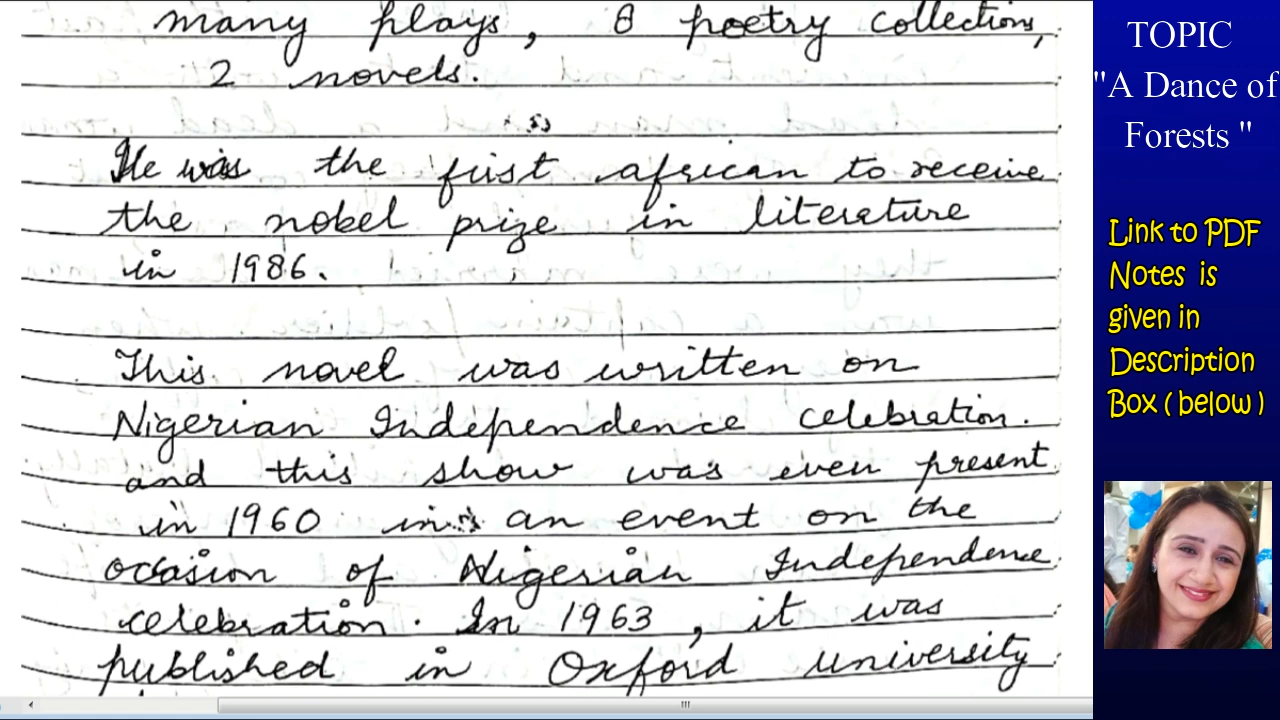 many plays, 8 poetry collections,
2 novels.
He was the first african to receive
the nobel prize in literature
in 1986.
This novel was written on
Nigerian Independence celebration.
and this show was even present
in 1960 in an event on the
occasion of Nigerian Independence
celebration. In 1963, it was
published in Oxford university
TOPIC
"A Dance of
Forests "
Link to PDF
Notes is
given in
Description
Box ( below )